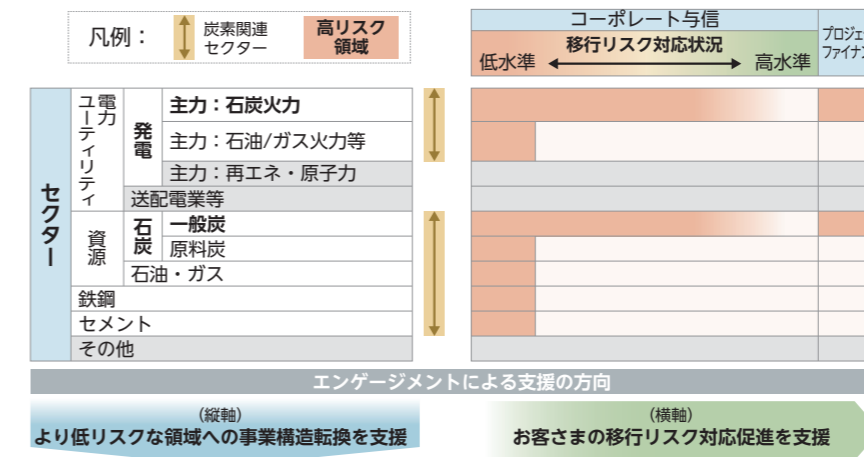 凡例：
炭素関連
セクター
高リスク
領域
コーポレート与信
移行リスク対応状況
低水準
高水準
プロジェ
ファイナン
セクター
電力
ユーティリティ
発電
主力：石炭火力
主力：石油/ガス火力等
主力：再エネ・原子力
送配電業等
資源
石炭
一般炭
原料炭
石油・ガス
鉄鋼
セメント
その他
エンゲージメントによる支援の方向
（縦軸）
より低リスクな領域への事業構造転換を支援
（横軸）
お客さまの移行リスク対応促進を支援